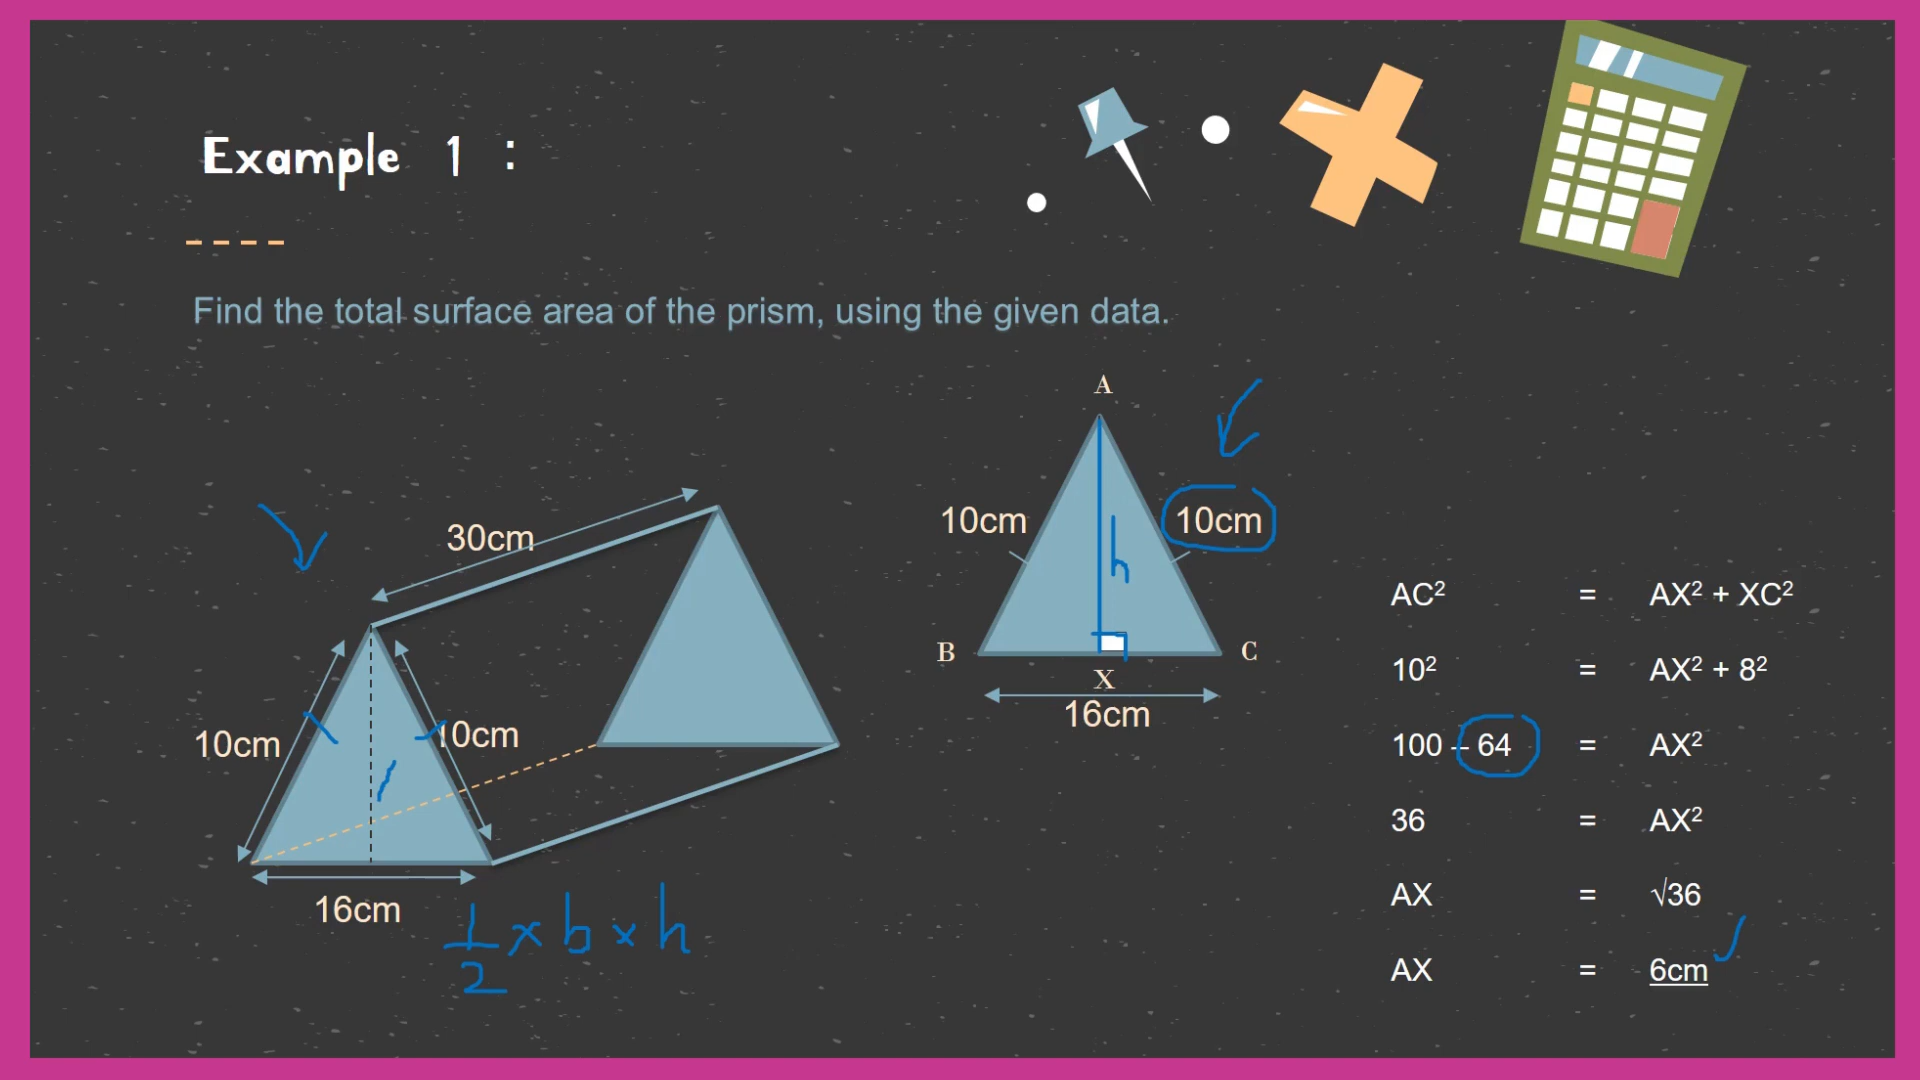 Example 1 :
Find the total surface area of the prism, using the given data.
A
30cm
10cm
10cm
h
10cm
10cm
B
C
X
16cm
16cm
1/2 × b × h
AC² = AX² + XC²
10² = AX² + 8²
100 – 64 = AX²
36 = AX²
AX = √36
AX = 6cm